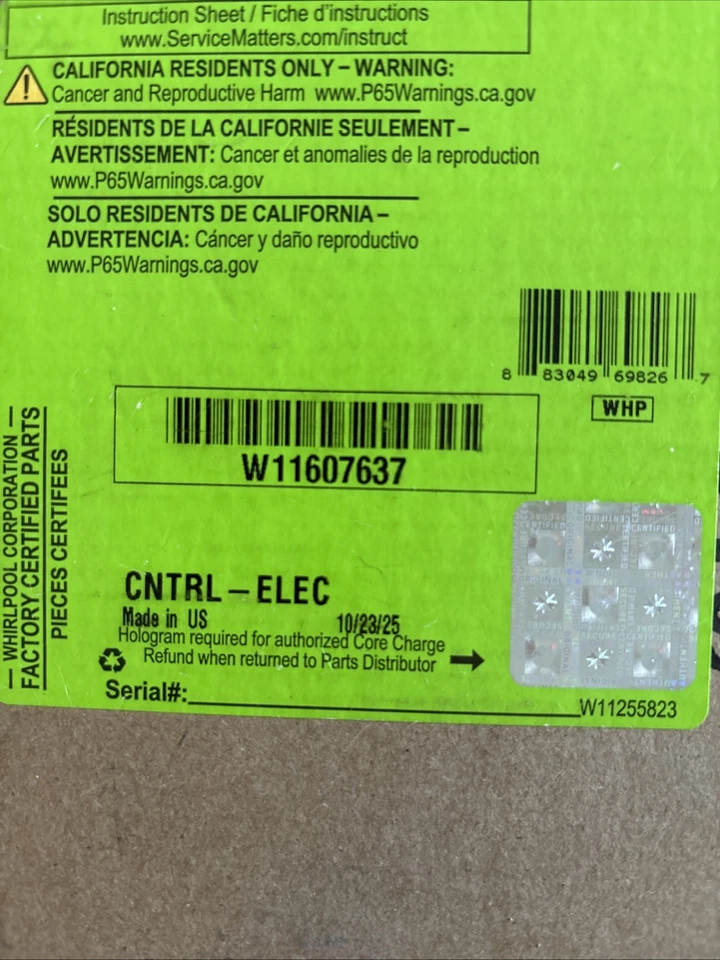 Instruction Sheet / Fiche d'instructions
www.ServiceMatters.com/instruct
CALIFORNIA RESIDENTS ONLY – WARNING:
Cancer and Reproductive Harm www.P65Warnings.ca.gov
RÉSIDENTS DE LA CALIFORNIE SEULEMENT –
AVERTISSEMENT: Cancer et anomalies de la reproduction
www.P65Warnings.ca.gov
SOLO RESIDENTS DE CALIFORNIA –
ADVERTENCIA: Cáncer y daño reproductivo
www.P65Warnings.ca.gov
8 83049 69826 7
WHP
W11607637
— WHIRLPOOL CORPORATION —
FACTORY CERTIFIED PARTS
PIECES CERTIFEES
CNTRL – ELEC
Made in US 10/23/25
Hologram required for authorized Core Charge
Refund when returned to Parts Distributor
Serial#:
W11255823